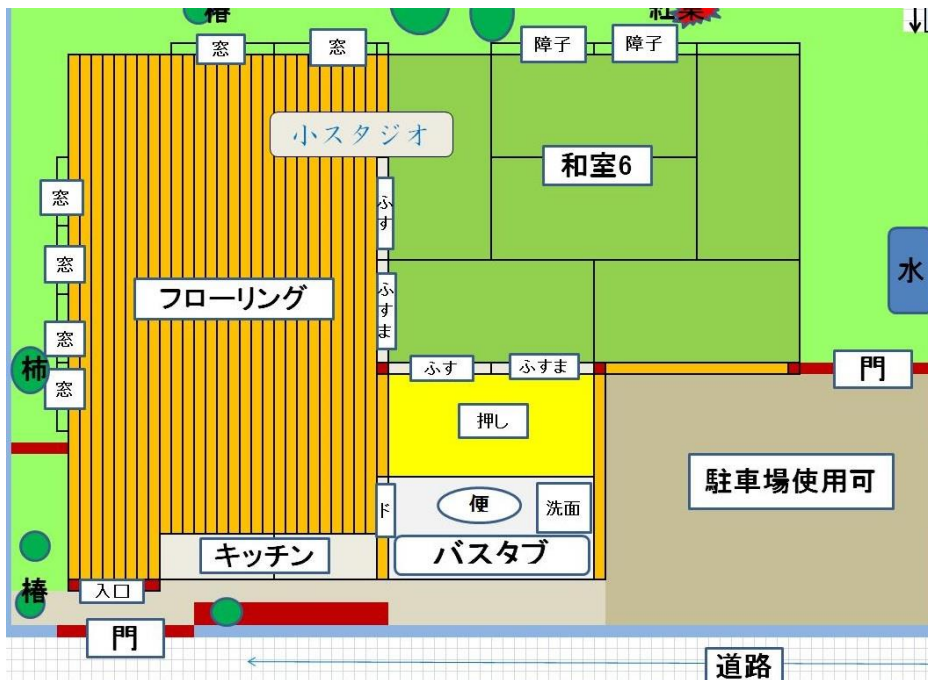 椿
紅葉
窓
窓
障子
障子
小スタジオ
和室6
窓
ふす
窓
水
フローリング
ふすま
窓
柿
窓
ふす
ふすま
門
押し
駐車場使用可
ド
便
洗面
キッチン
バスタブ
椿
入口
門
道路